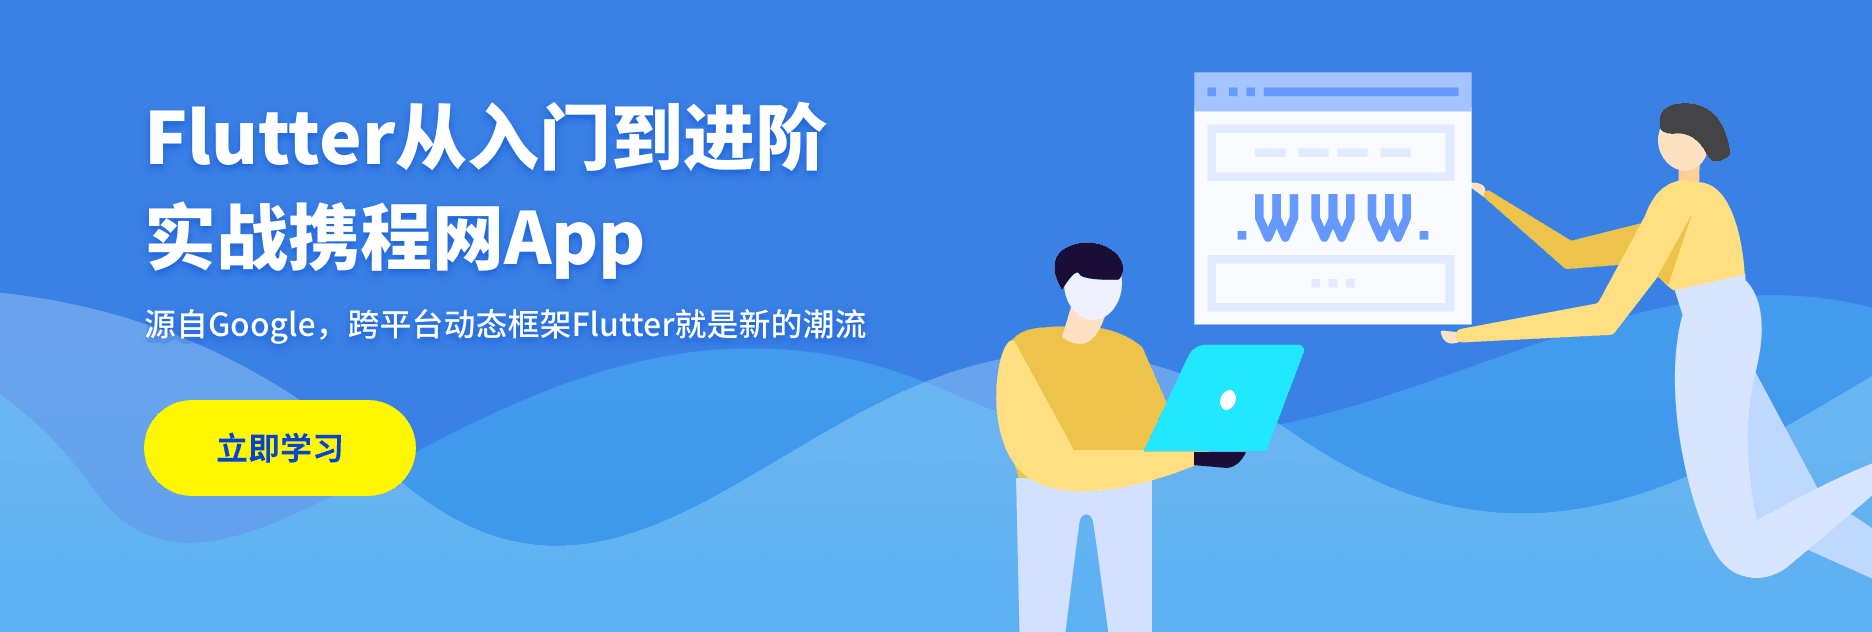 Flutter从入门到进阶
实战携程网App
源自Google，跨平台动态框架Flutter就是新的潮流
立即学习
.WWW.